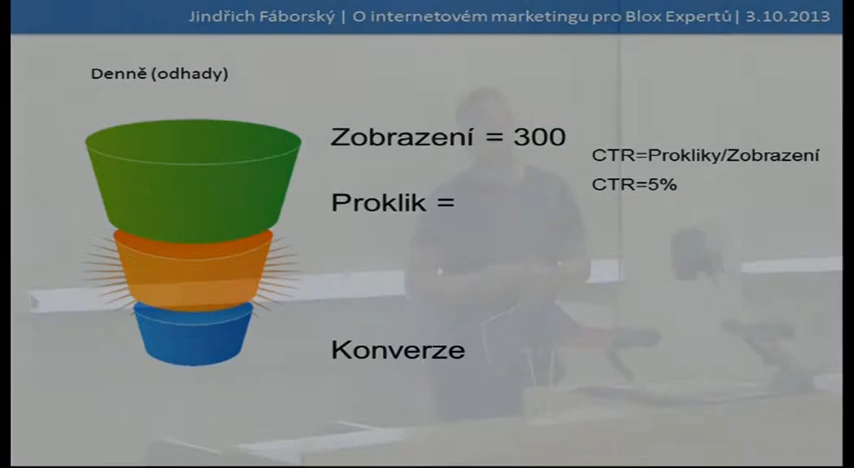 Jindřich Fáborský | O internetovém marketingu pro Blox Expertů | 3.10.2013
Denně (odhady)
Zobrazení = 300
CTR=Prokliky/Zobrazení
CTR=5%
Proklik =
Konverze